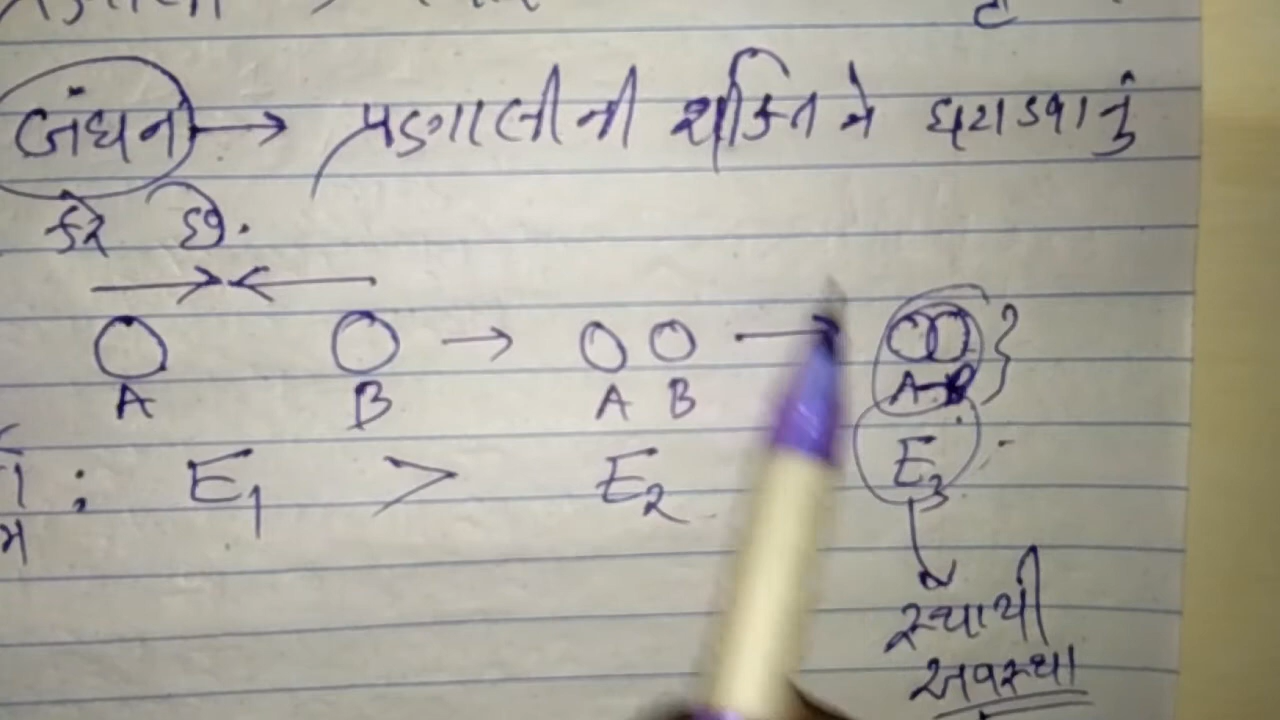 બંધન → પ્રણાલીની શક્તિને ઘટાડવાનું
કરે છે.
A B → A B → A-B
: E1 > E2 E3
સ્થાયી
અવસ્થા